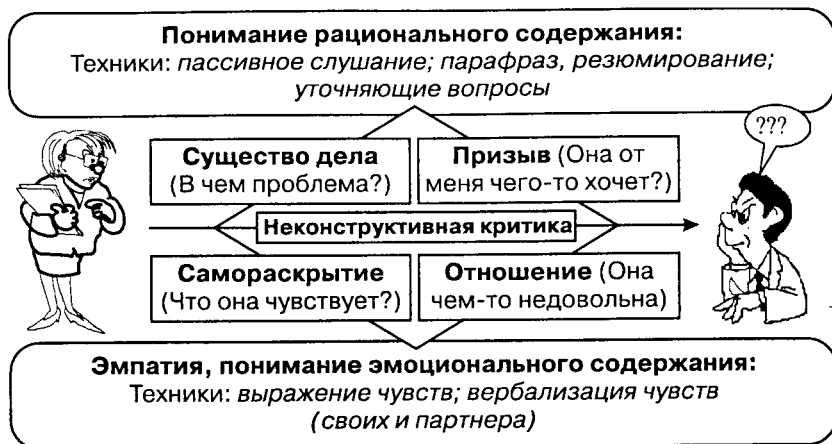 Понимание рационального содержания:
Техники: пассивное слушание; парафраз, резюмирование;
уточняющие вопросы
???
Существо дела
(В чем проблема?)
Призыв (Она от
меня чего-то хочет?)
Неконструктивная критика
Самораскрытие
(Что она чувствует?)
Отношение (Она
чем-то недовольна)
Эмпатия, понимание эмоционального содержания:
Техники: выражение чувств; вербализация чувств
(своих и партнера)